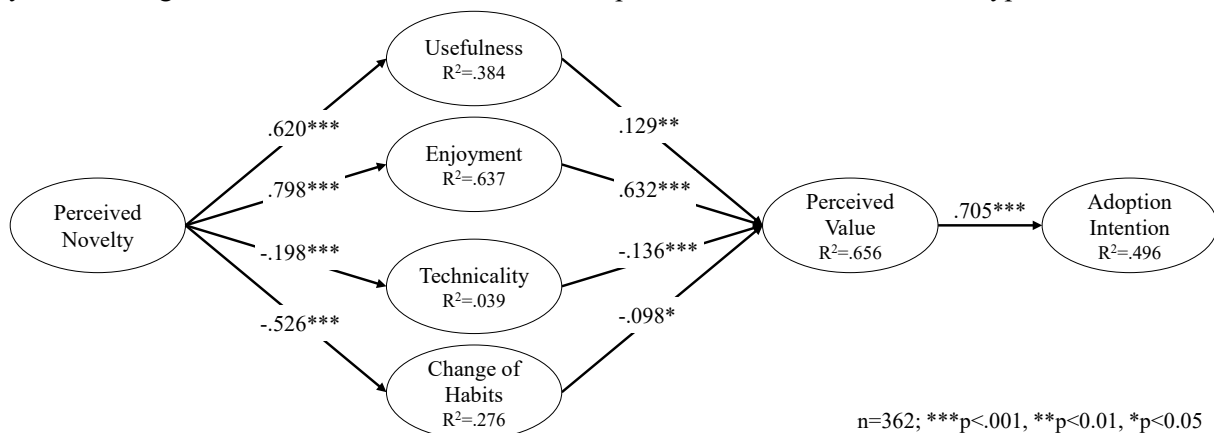 Usefulness
R²=.384
.620***
.129**
Enjoyment
R²=.637
.798***
.632***
Perceived
Novelty
Perceived
Value
R²=.656
.705***
Adoption
Intention
R²=.496
-.198***
-.136***
Technicality
R²=.039
-.526***
-.098*
Change of
Habits
R²=.276
n=362; ***p<.001, **p<0.01, *p<0.05